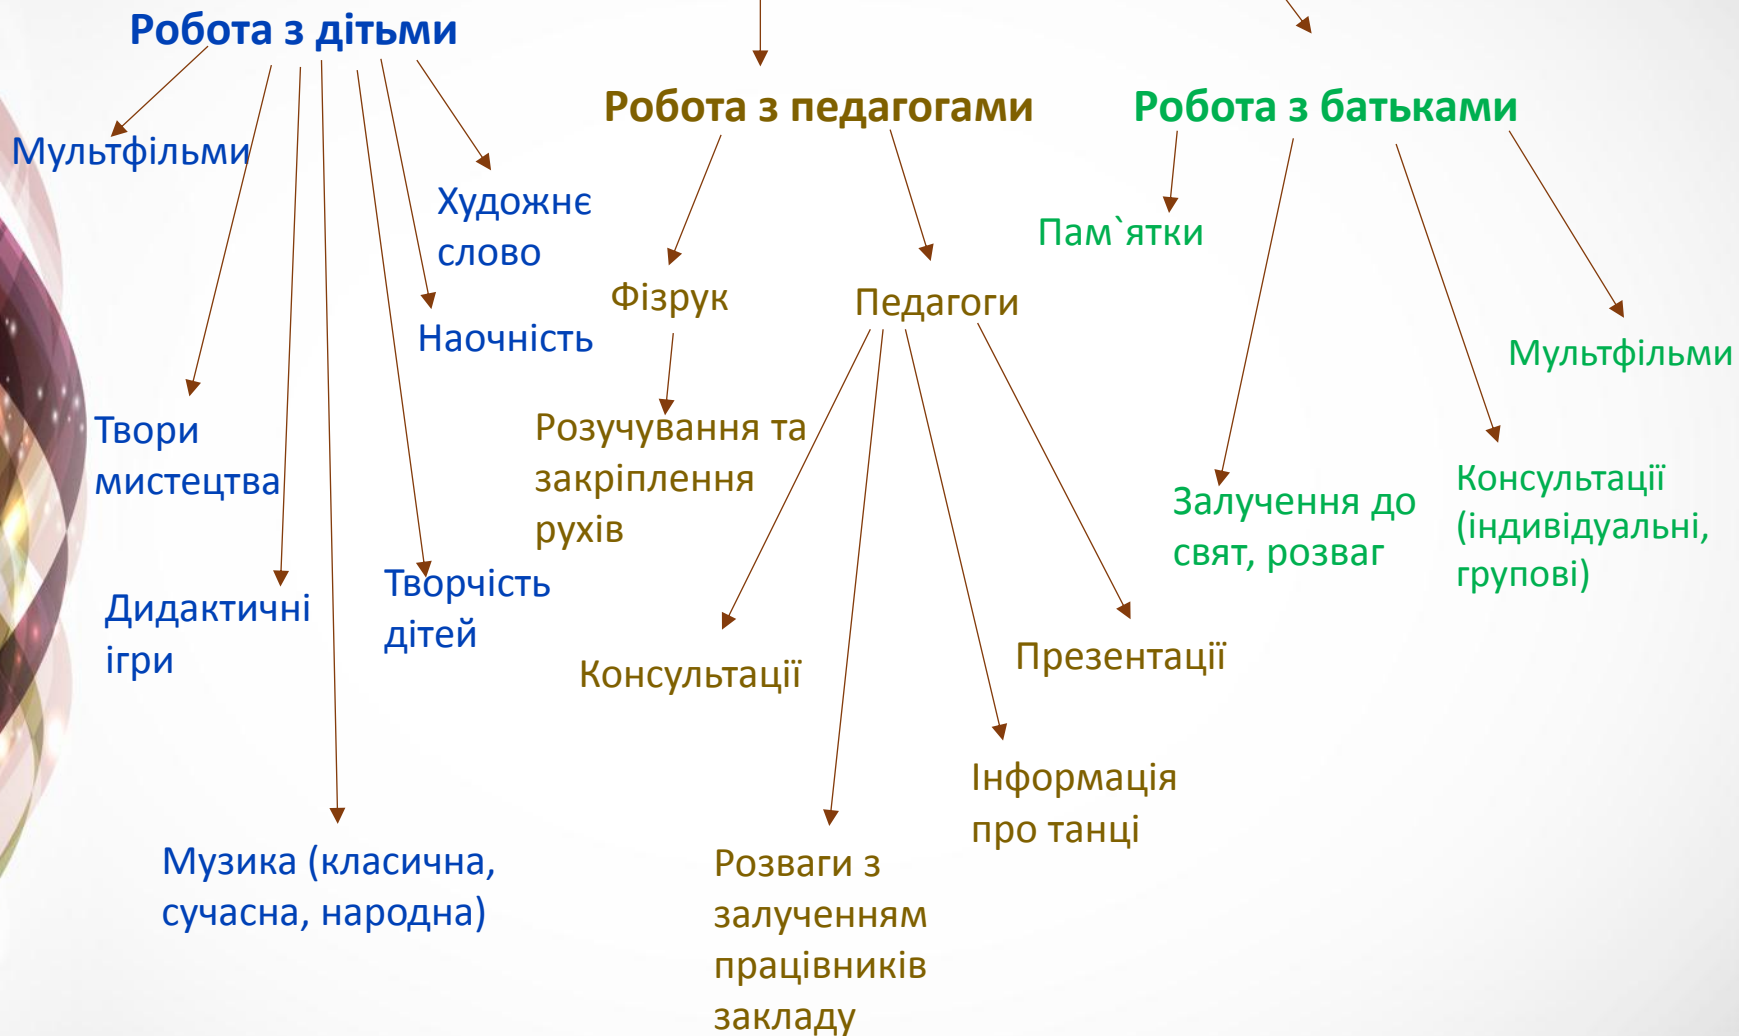 Робота з дітьми
Мультфільми
Художнє
слово
Наочність
Твори
мистецтва
Дидактичні
ігри
Творчість
дітей
Музика (класична,
сучасна, народна)
Робота з педагогами
Фізрук
Педагоги
Розучування та
закріплення
рухів
Консультації
Презентації
Інформація
про танці
Розваги з
залученням
працівників
закладу
Робота з батьками
Пам`ятки
Мультфільми
Залучення до
свят, розваг
Консультації
(індивідуальні,
групові)